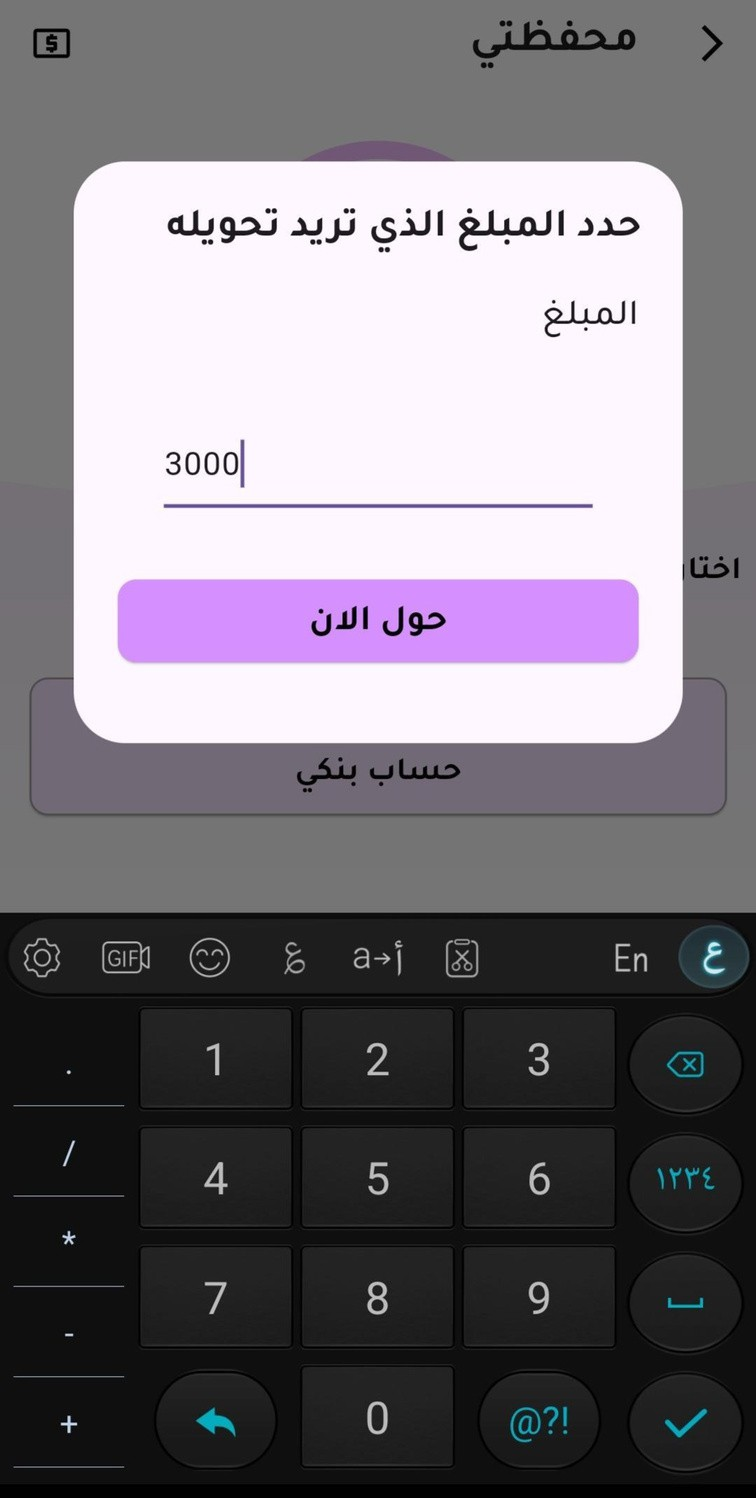 محفظتي
حدد المبلغ الذي تريد تحويله
المبلغ
3000
اختار
حول الان
حساب بنكي
GIF a→أ En ع
. 1 2 3
/ 4 5 6 ١٢٣٤
* 7 8 9
-
+ 0 @?!